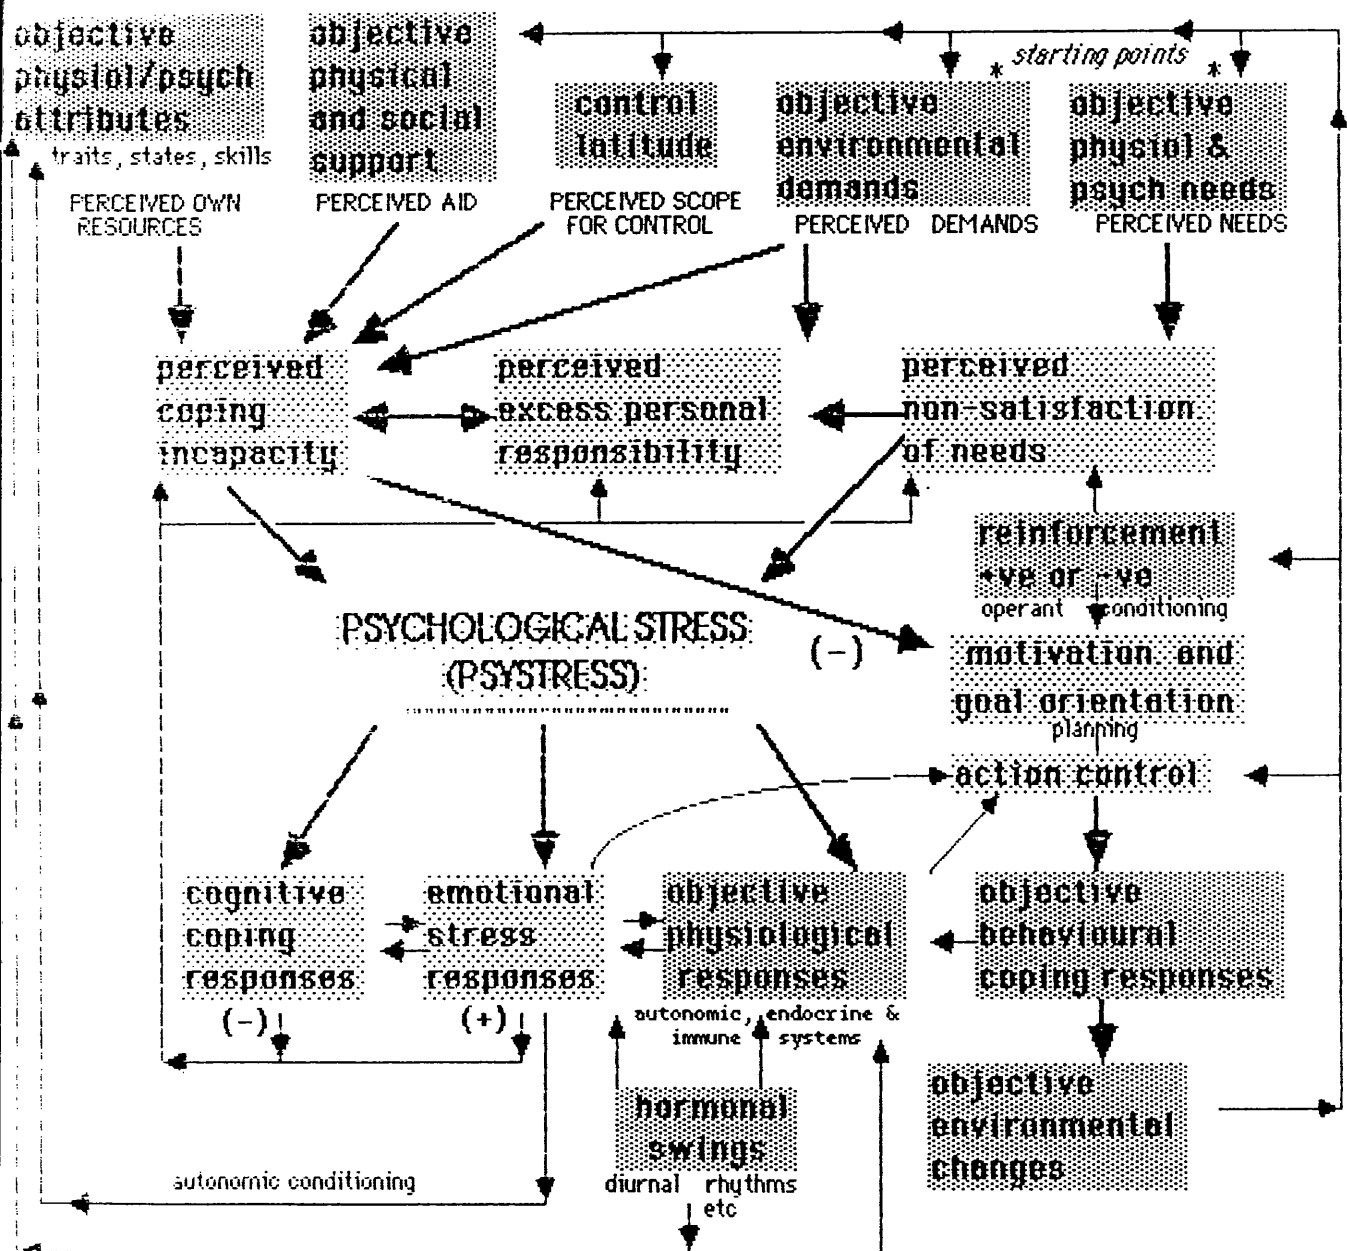 objective
physiol/psych
attributes
traits, states, skills
PERCEIVED OWN
RESOURCES
objective
physical
and social
support
PERCEIVED AID
control
latitude
PERCEIVED SCOPE
FOR CONTROL
* starting points *
objective
environmental
demands
PERCEIVED DEMANDS
objective
physiol &
psych needs
PERCEIVED NEEDS
perceived
coping
incapacity
perceived
excess personal
responsibility
perceived
non-satisfaction
of needs
reinforcement
+ve or -ve
operant conditioning
PSYCHOLOGICAL STRESS
(PSYSTRESS)
(-)
motivation and
goal orientation
planning
action control
cognitive
coping
responses
(-)
emotional
stress
responses
(+)
objective
physiological
responses
autonomic, endocrine &
immune systems
objective
behavioural
coping responses
hormonal
swings
diurnal rhythms
etc
objective
environmental
changes
autonomic conditioning